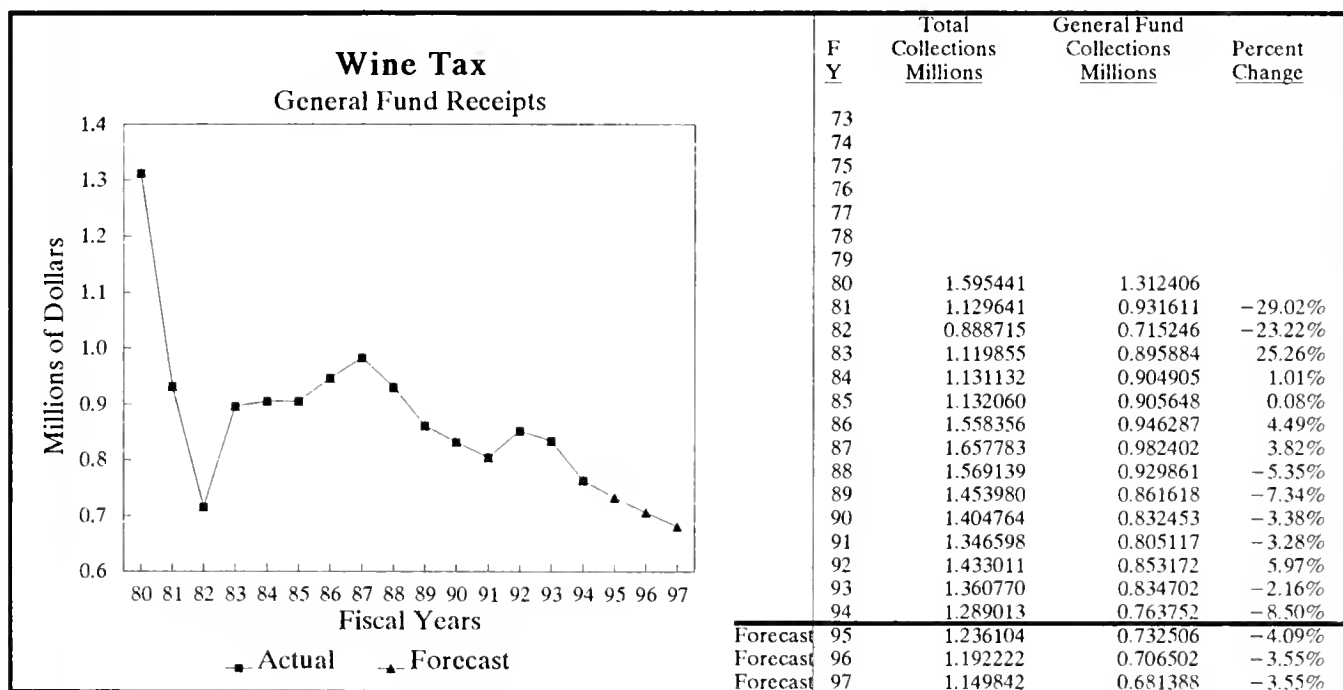 Wine Tax
General Fund Receipts
1.4
1.3
1.2
1.1
1.0
0.9
0.8
0.7
0.6
Millions of Dollars
80 81 82 83 84 85 86 87 88 89 90 91 92 93 94 95 96 97
Fiscal Years
Actual Forecast
Total General Fund
F Collections Collections Percent
Y Millions Millions Change
73
74
75
76
77
78
79
80 1.595441 1.312406
81 1.129641 0.931611 -29.02%
82 0.888715 0.715246 -23.22%
83 1.119855 0.895884 25.26%
84 1.131132 0.904905 1.01%
85 1.132060 0.905648 0.08%
86 1.558356 0.946287 4.49%
87 1.657783 0.982402 3.82%
88 1.569139 0.929861 -5.35%
89 1.453980 0.861618 -7.34%
90 1.404764 0.832453 -3.38%
91 1.346598 0.805117 -3.28%
92 1.433011 0.853172 5.97%
93 1.360770 0.834702 -2.16%
94 1.289013 0.763752 -8.50%
Forecast 95 1.236104 0.732506 -4.09%
Forecast 96 1.192222 0.706502 -3.55%
Forecast 97 1.149842 0.681388 -3.55%